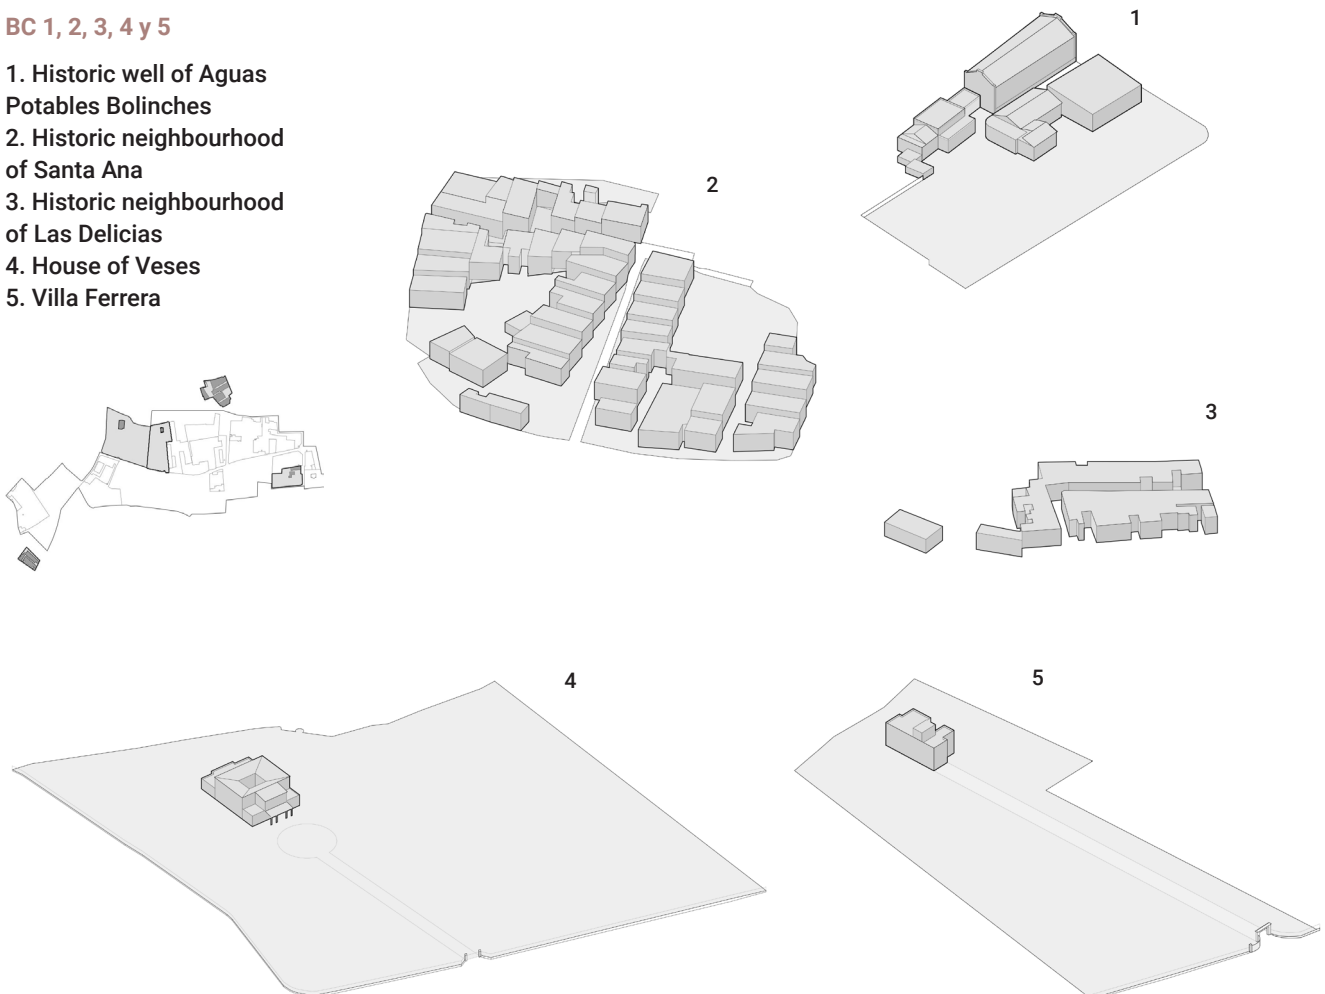 BC 1, 2, 3, 4 y 5
1. Historic well of Aguas
Potables Bolinches
2. Historic neighbourhood
of Santa Ana
3. Historic neighbourhood
of Las Delicias
4. House of Veses
5. Villa Ferrera
1
2
3
4
5